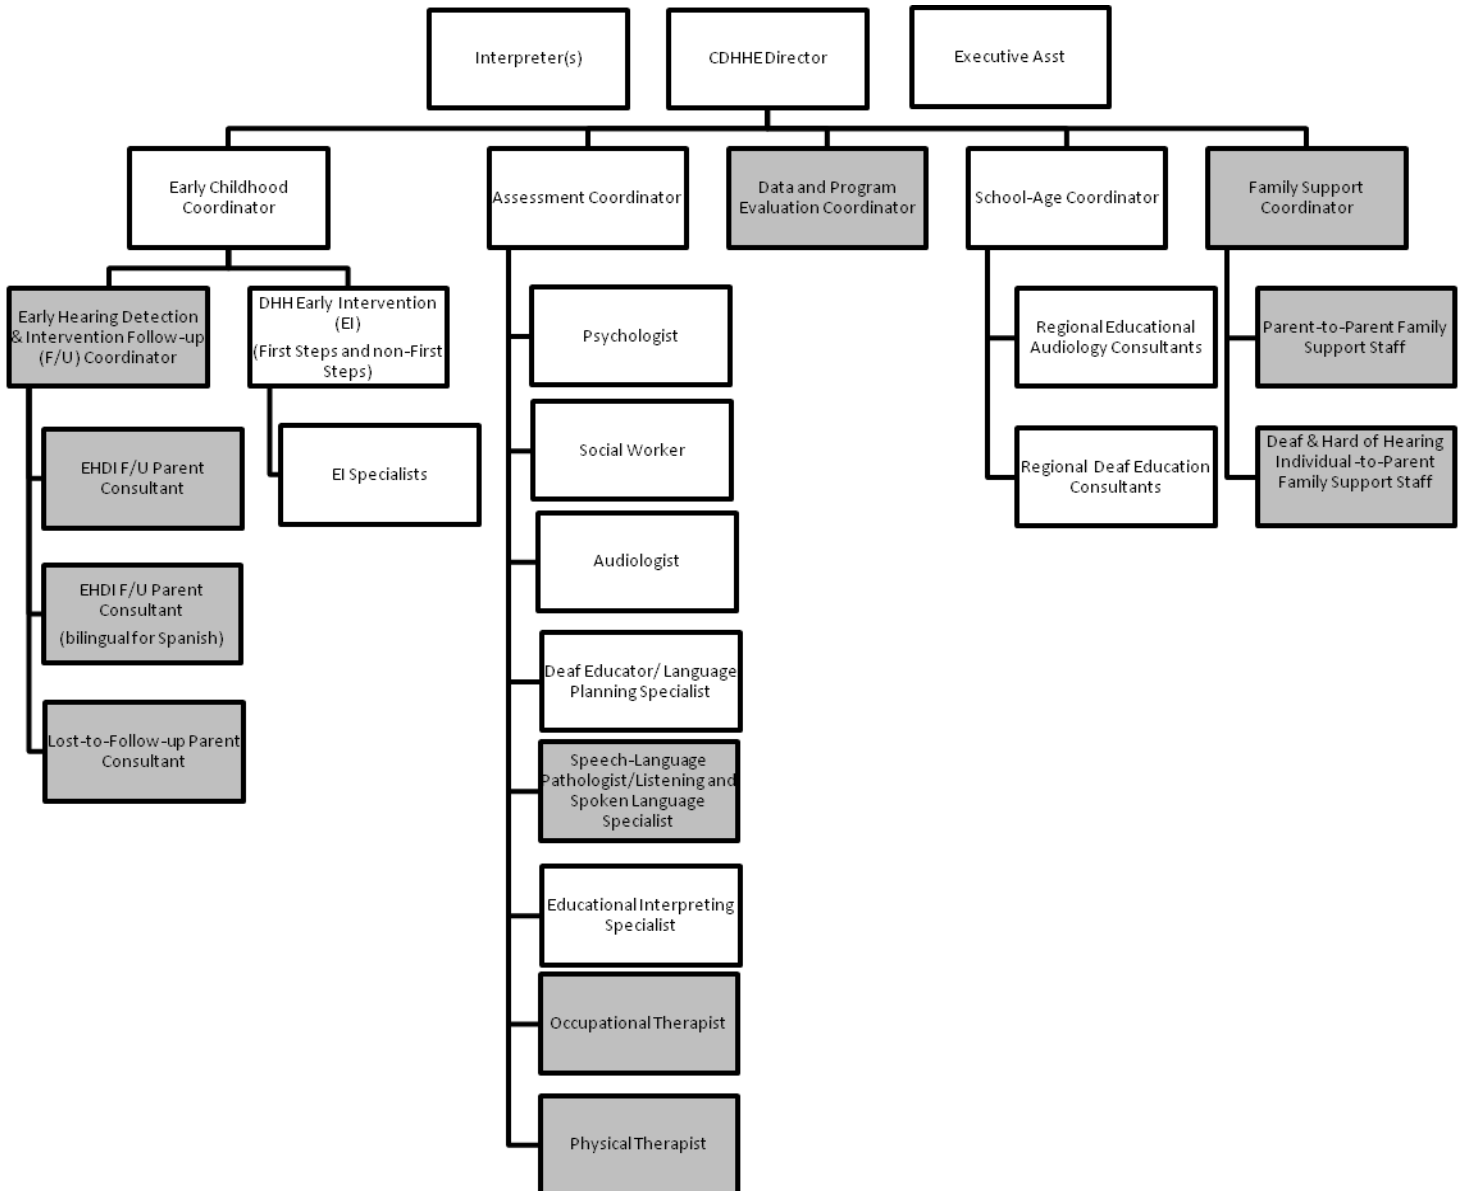 Interpreter(s)
CDHHE Director
Executive Asst
Early Childhood
Coordinator
Assessment Coordinator
Data and Program
Evaluation Coordinator
School-Age Coordinator
Family Support
Coordinator
Early Hearing Detection
& Intervention Follow-up
(F/U) Coordinator
DHH Early Intervention
(EI)
(First Steps and non-First
Steps)
EHDI F/U Parent
Consultant
EHDI F/U Parent
Consultant
(bilingual for Spanish)
Lost-to-Follow-up Parent
Consultant
EI Specialists
Psychologist
Social Worker
Audiologist
Deaf Educator/ Language
Planning Specialist
Speech-Language
Pathologist/Listening and
Spoken Language
Specialist
Educational Interpreting
Specialist
Occupational Therapist
Physical Therapist
Regional Educational
Audiology Consultants
Regional Deaf Education
Consultants
Parent-to-Parent Family
Support Staff
Deaf & Hard of Hearing
Individual-to-Parent
Family Support Staff